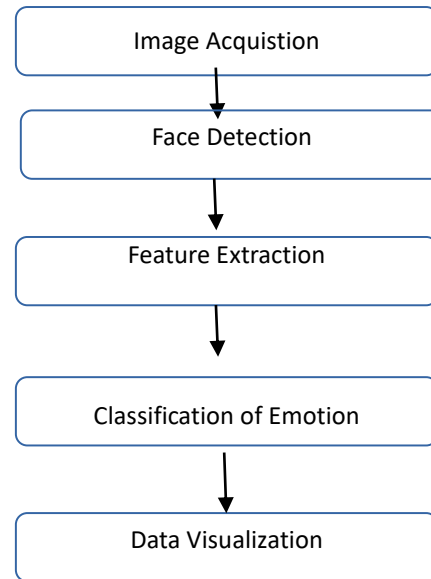 Image Acquistion
Face Detection
Feature Extraction
Classification of Emotion
Data Visualization